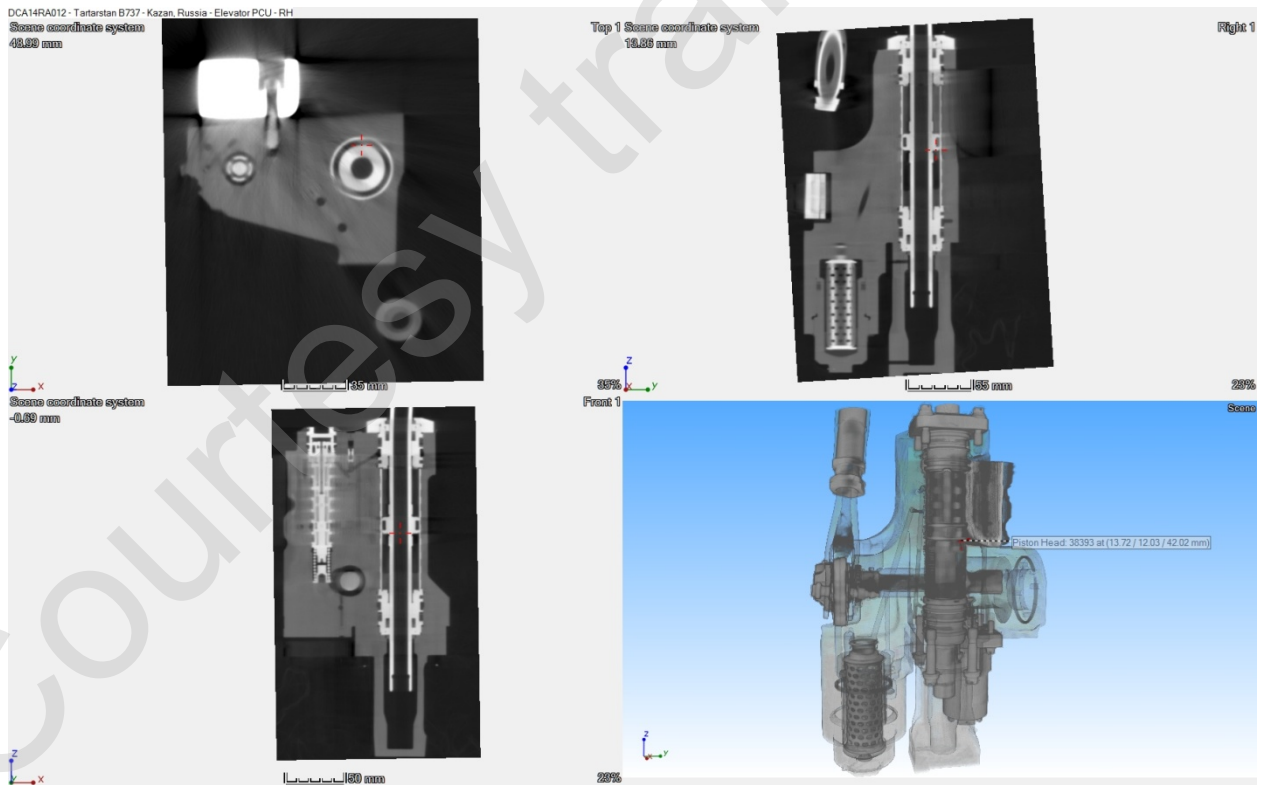 DCA14RA012 - Tartarstan B737 - Kazan, Russia - Elevator PCU - RH
Scene coordinate system
48.99 mm
Top 1
Scene coordinate system
13.86 mm
Right 1
y
z
x
35 mm
35%
z
x
y
55 mm
23%
Scene coordinate system
-0.69 mm
Front 1
Scene
Piston Head: 38393 at (13.72 / 12.03 / 42.02 mm)
z
y
x
50 mm
23%
z
x
y
Courtesy